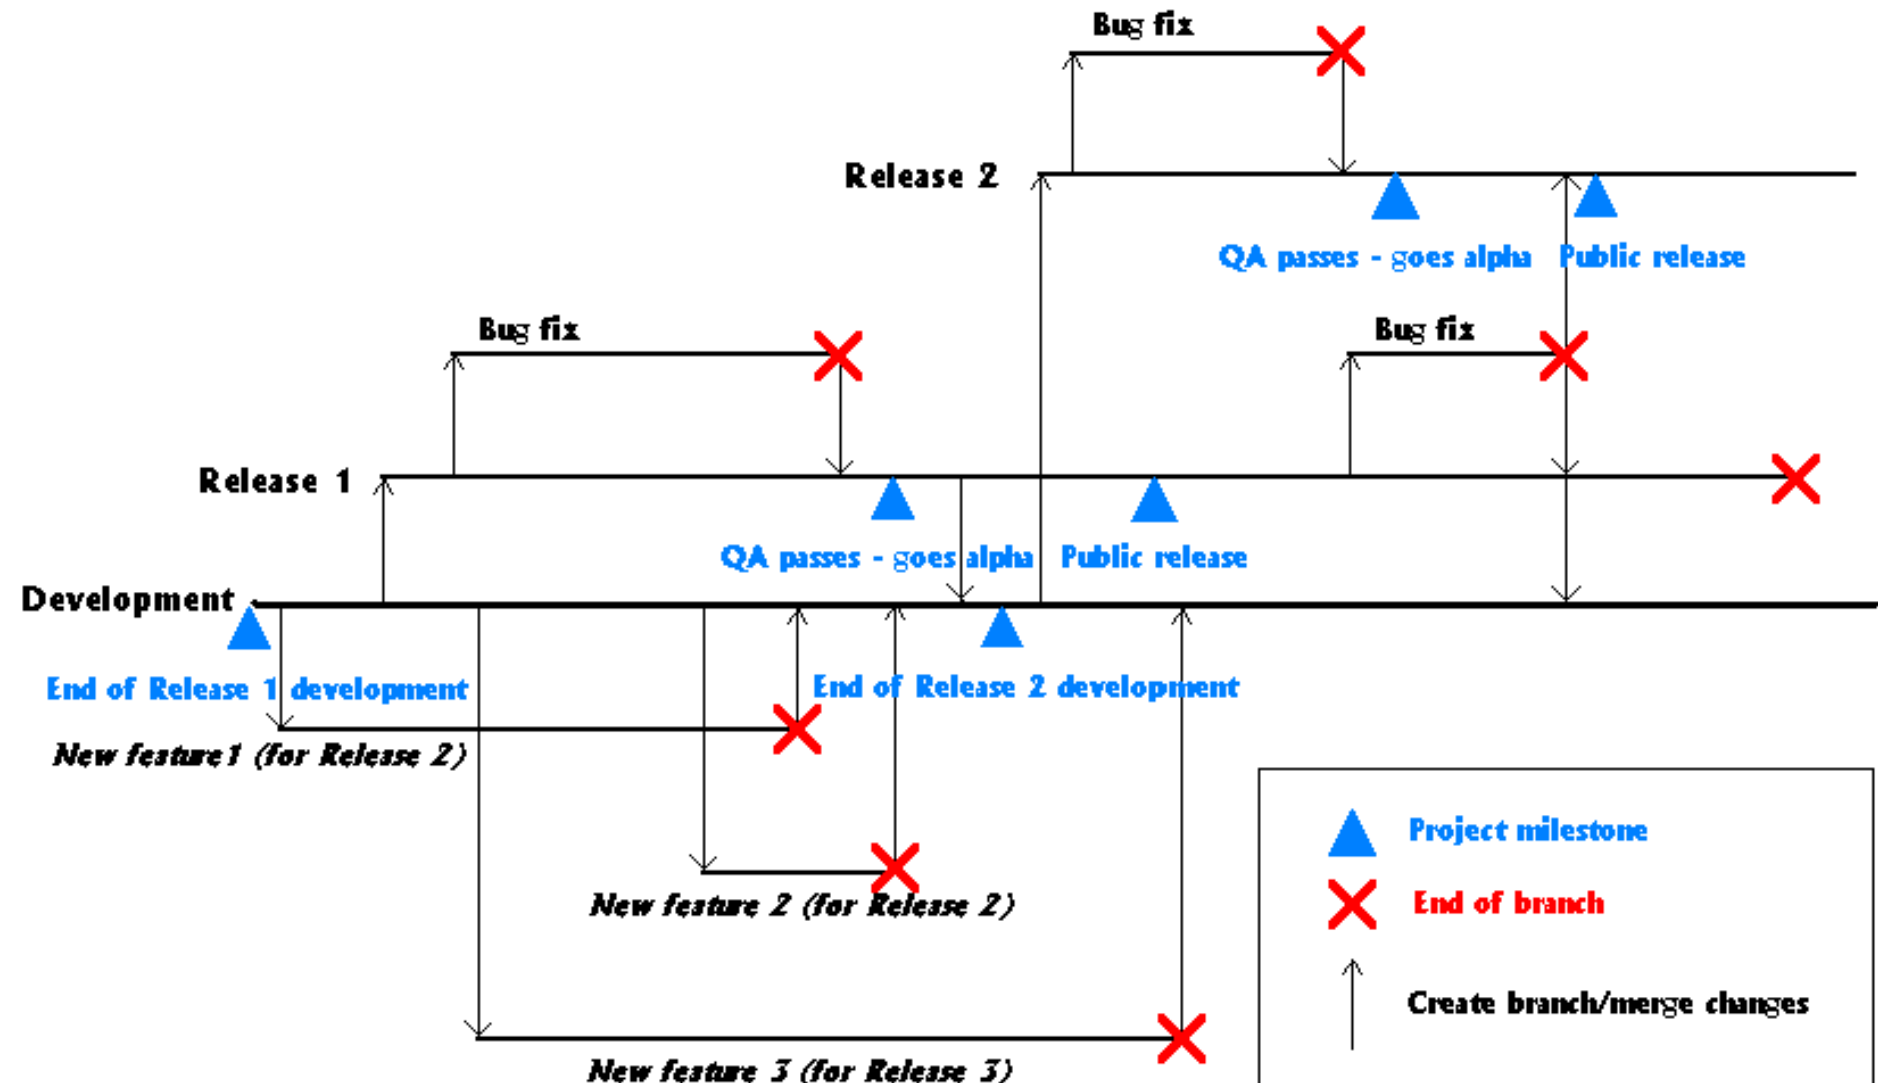 Bug fix
Release 2
QA passes - goes alpha
Public release
Bug fix
Bug fix
Release 1
QA passes - goes alpha
Public release
Development
End of Release 1 development
End of Release 2 development
New feature1 (for Release 2)
Project milestone
New feature 2 (for Release 2)
End of branch
Create branch/merge changes
New feature 3 (for Release 3)